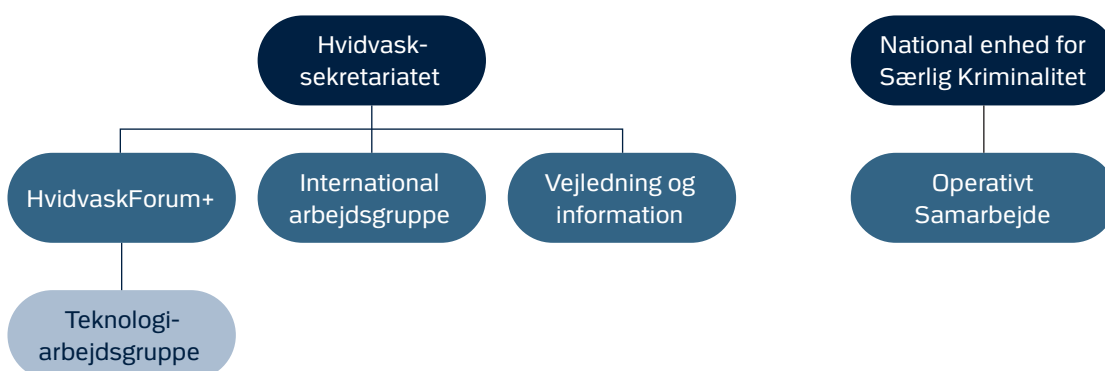 Hvidvask-
sekretariatet
National enhed for
Særlig Kriminalitet
HvidvaskForum+
International
arbejdsgruppe
Vejledning og
information
Operativt
Samarbejde
Teknologi-
arbejdsgruppe